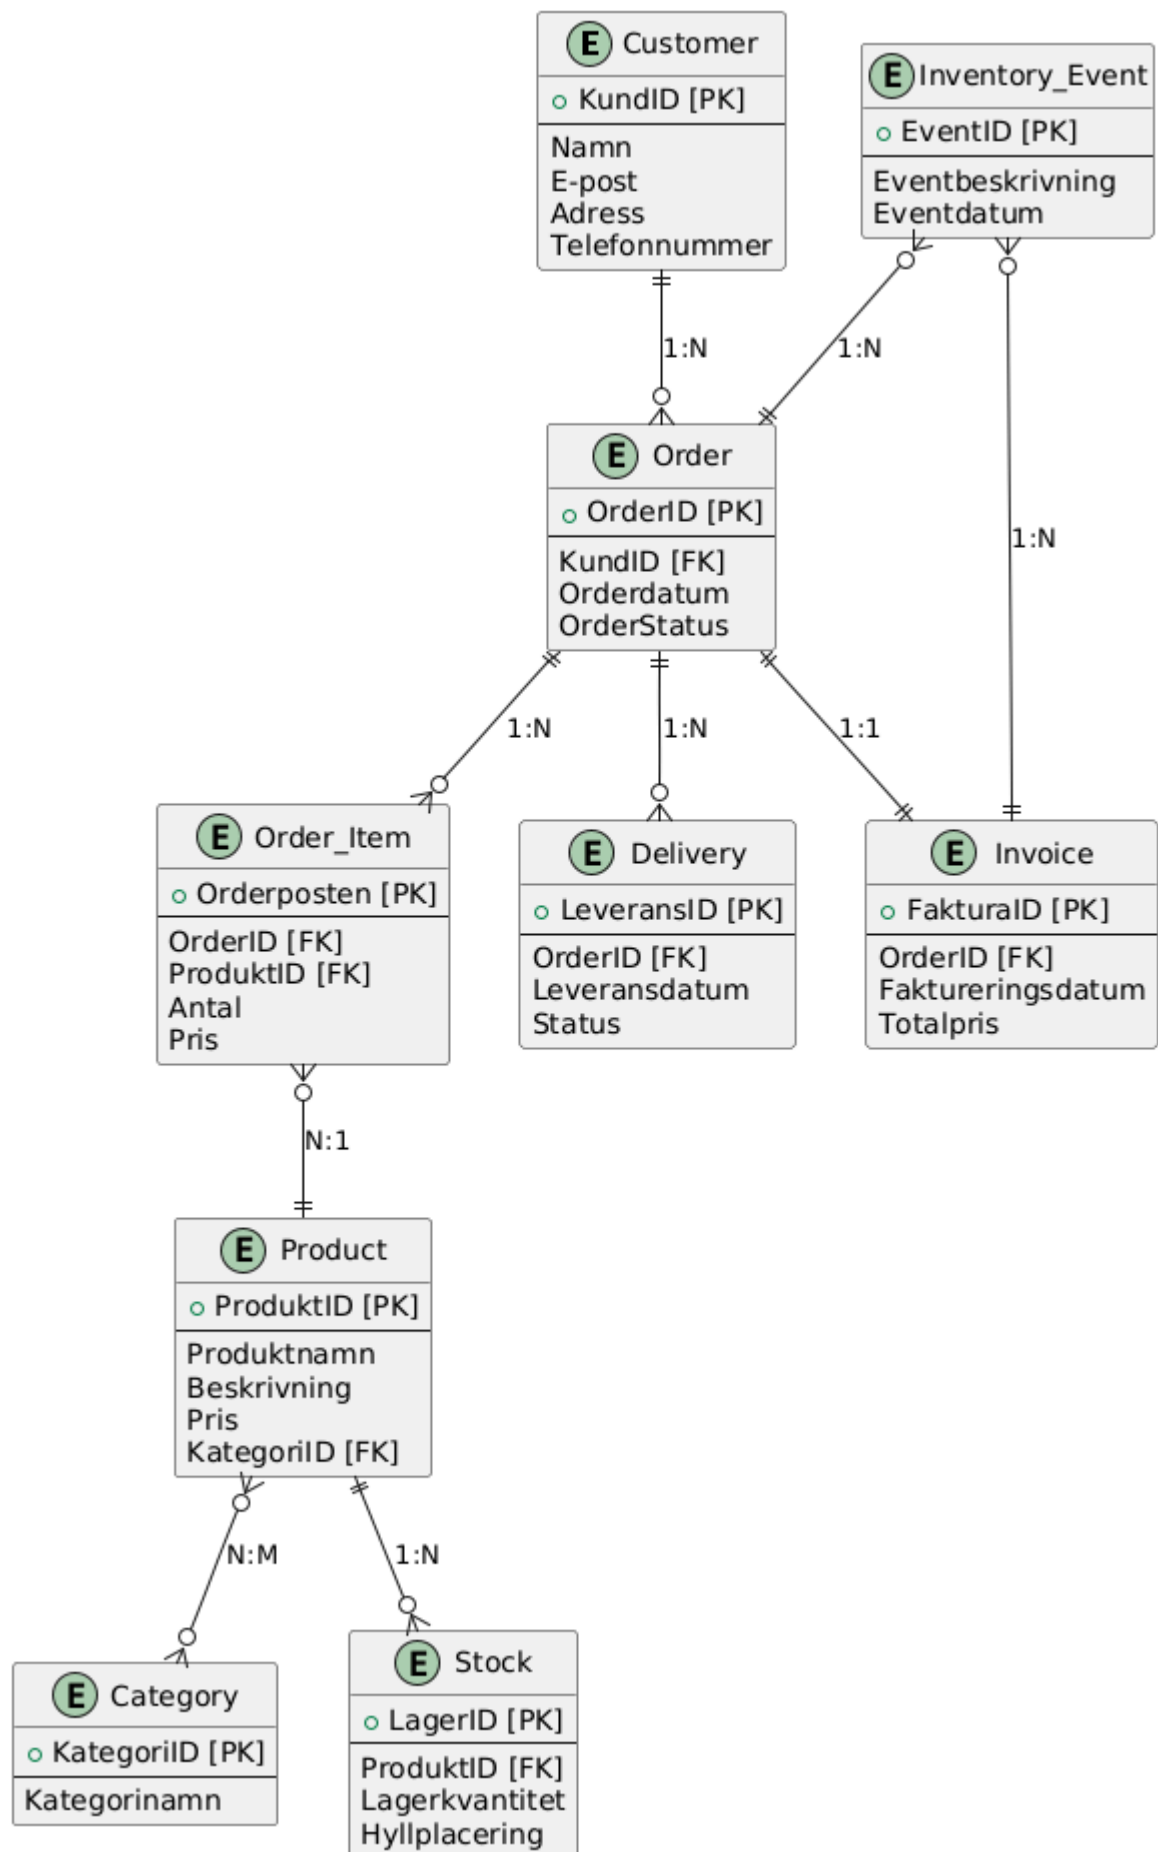 E Customer
KundID [PK]
Namn
E-post
Adress
Telefonnummer
E Inventory_Event
EventID [PK]
Eventbeskrivning
Eventdatum
1:N
1:N
1:N
E Order
OrderID [PK]
KundID [FK]
Orderdatum
OrderStatus
1:N
1:N
1:1
E Order_Item
Orderposten [PK]
OrderID [FK]
ProduktID [FK]
Antal
Pris
E Delivery
LeveransID [PK]
OrderID [FK]
Leveransdatum
Status
E Invoice
FakturaID [PK]
OrderID [FK]
Faktureringsdatum
Totalpris
N:1
E Product
ProduktID [PK]
Produktnamn
Beskrivning
Pris
KategoriID [FK]
N:M
1:N
E Category
KategoriID [PK]
Kategorinamn
E Stock
LagerID [PK]
ProduktID [FK]
Lagerkvantitet
Hyllplacering